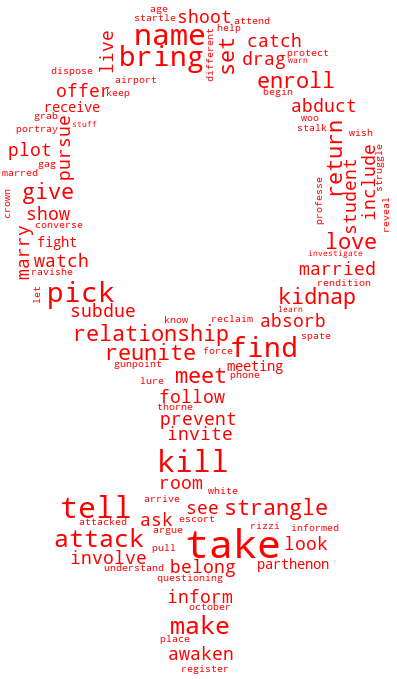 age
startle
shoot
attend
name
help
live
bring
different
set
catch
protect
warn
drag
dispose
airport
enroll
offer
keep
begin
receive
abduct
grab
stuff
woo
portray
stalk
wish
pursue
plot
return
gag
student
include
struggle
marred
give
crown
show
professe
reveal
converse
fight
love
marry
watch
investigate
ravishe
married
let
pick
rendition
kidnap
subdue
learn
know
reclaim
absorb
relationship
spate
reunite
force
find
gunpoint
meeting
lure
meet
phone
follow
thorne
prevent
invite
kill
room
white
arrive
tell
see
strangle
attacked
ask
escort
rizzi
informed
argue
attack
take
look
pull
involve
parthenon
understand
belong
questioning
inform
october
make
place
awaken
register